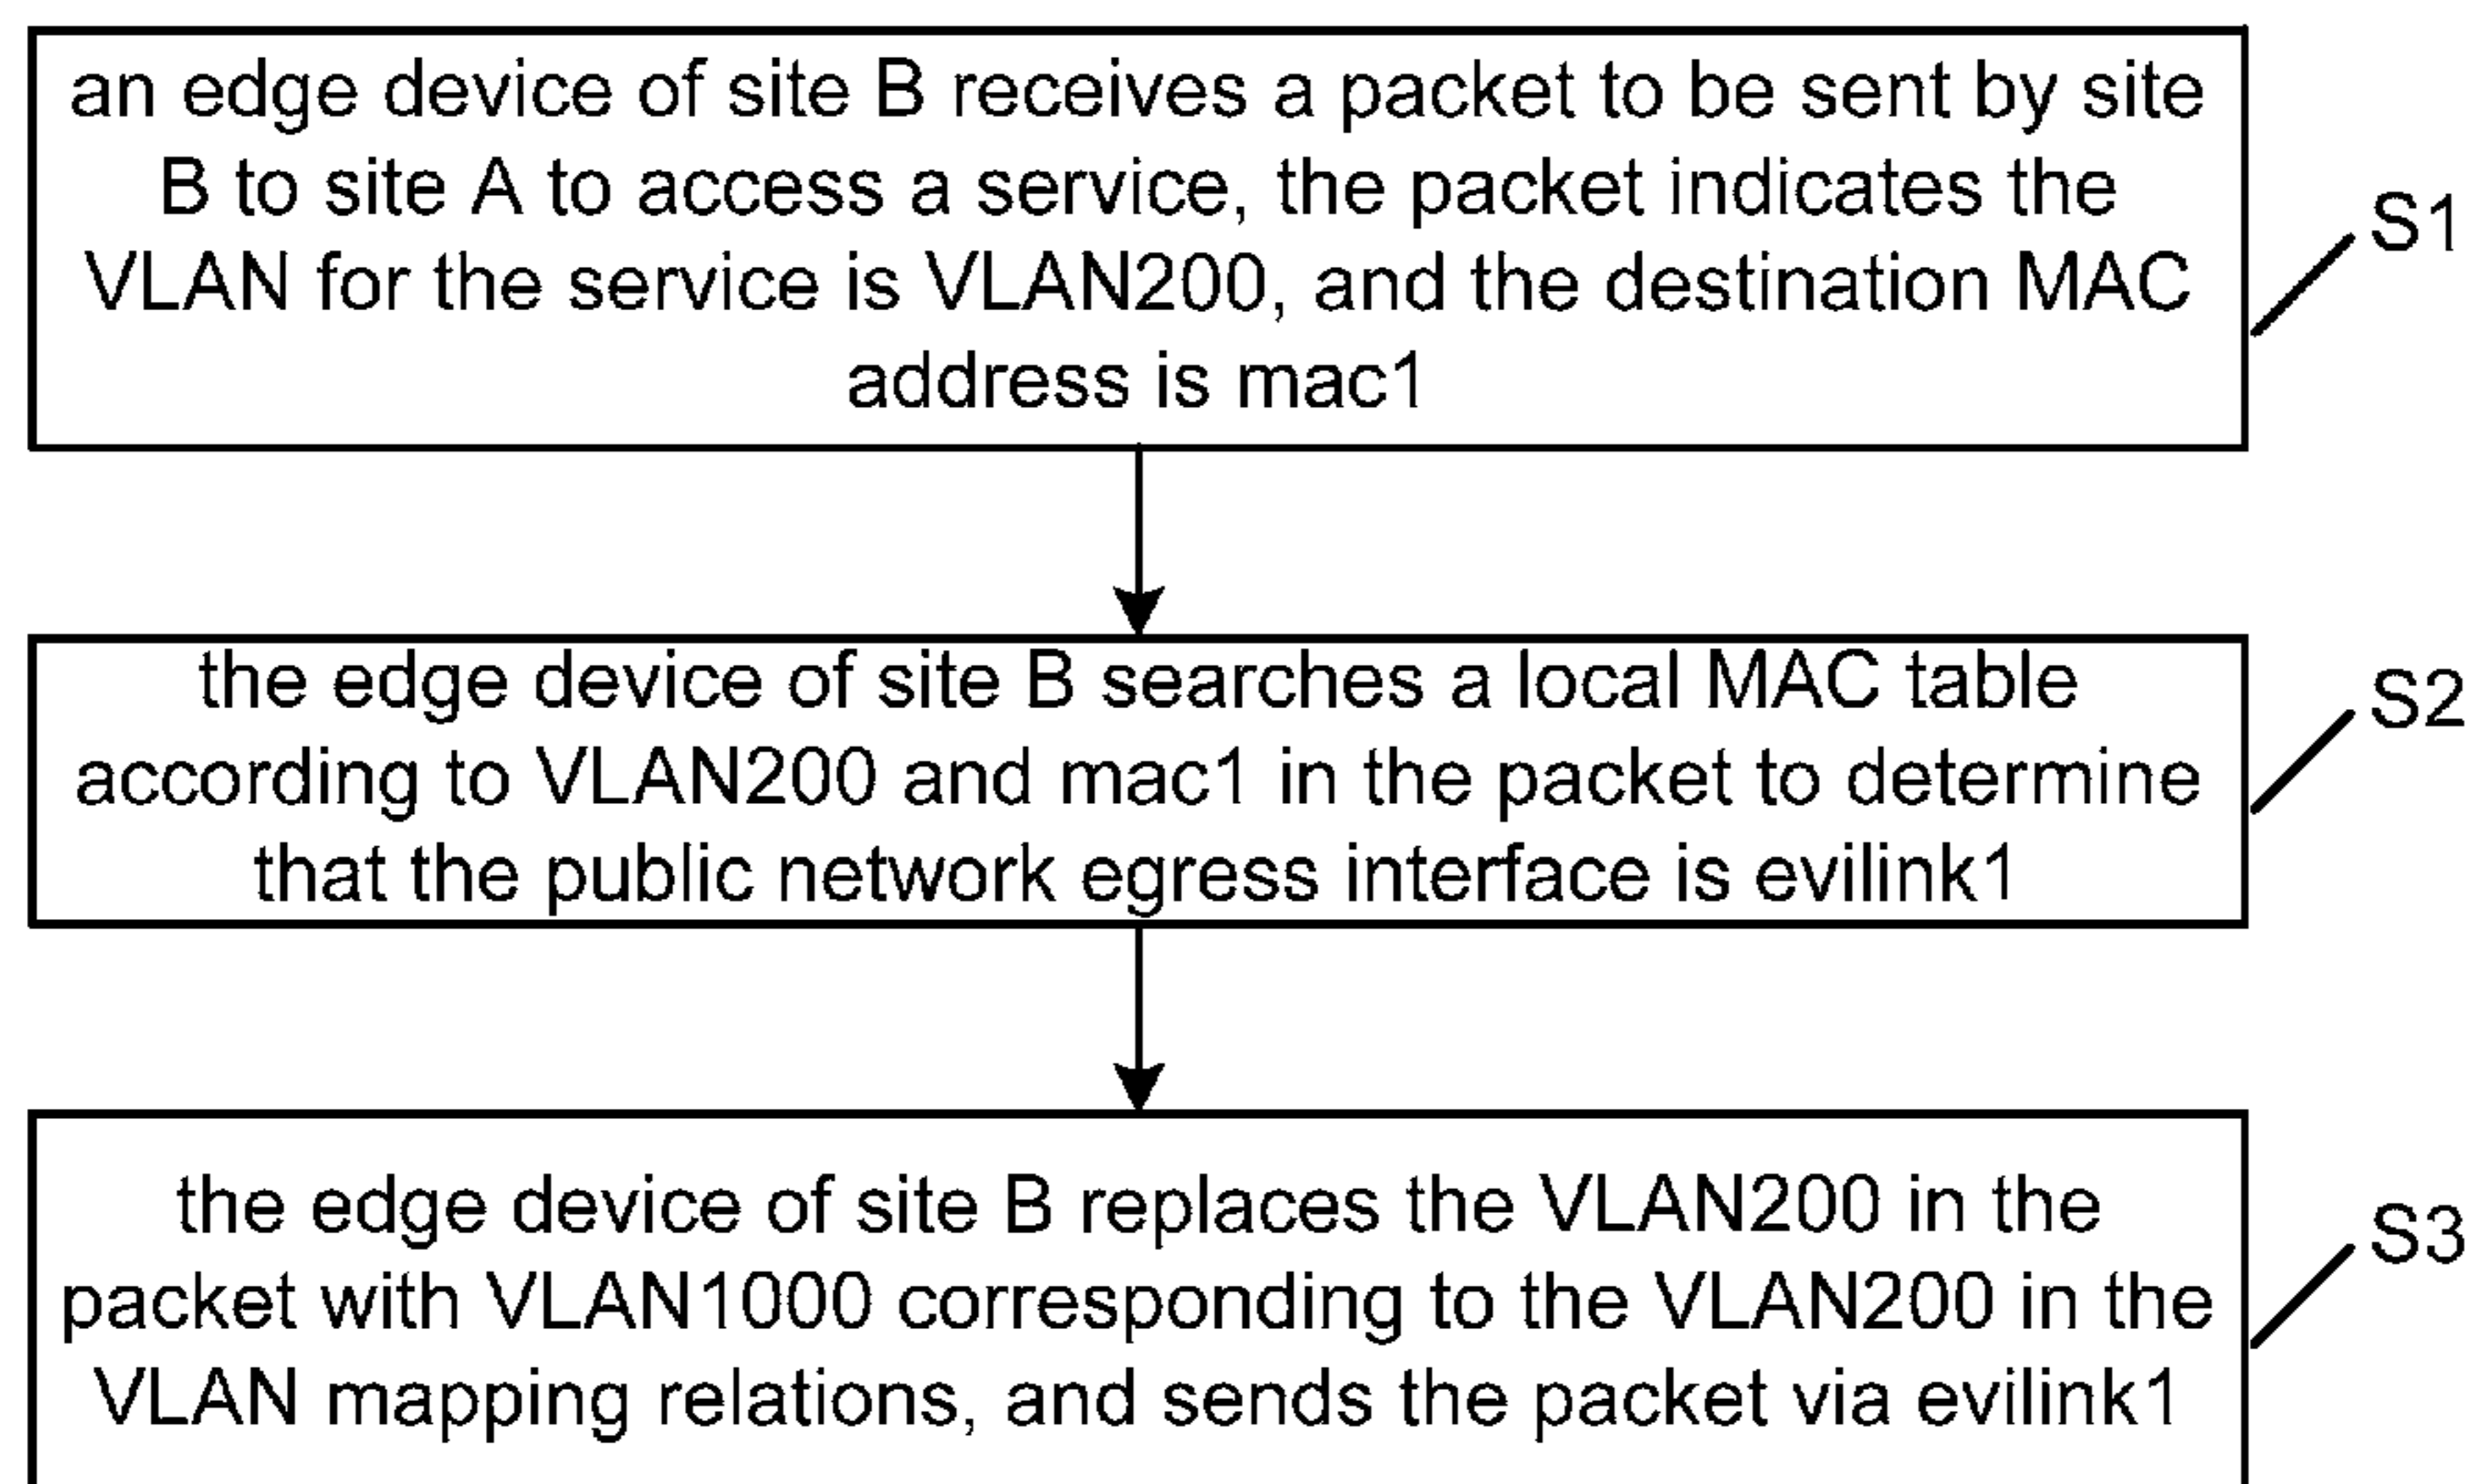 an edge device of site B receives a packet to be sent by site
B to site A to access a service, the packet indicates the
VLAN for the service is VLAN200, and the destination MAC
address is mac1
S1
the edge device of site B searches a local MAC table
according to VLAN200 and mac1 in the packet to determine
that the public network egress interface is evilink1
S2
the edge device of site B replaces the VLAN200 in the
packet with VLAN1000 corresponding to the VLAN200 in the
VLAN mapping relations, and sends the packet via evilink1
S3